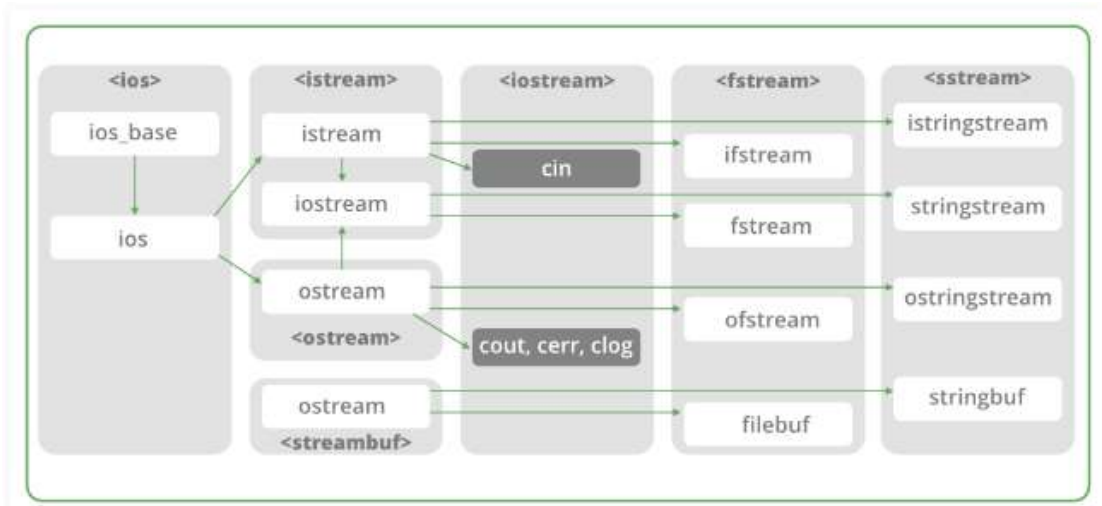 <ios>
ios_base
ios
<istream>
istream
iostream
ostream
<ostream>
ostream
<streambuf>
<iostream>
cin
cout, cerr, clog
<fstream>
ifstream
fstream
ofstream
filebuf
<sstream>
istringstream
stringstream
ostringstream
stringbuf